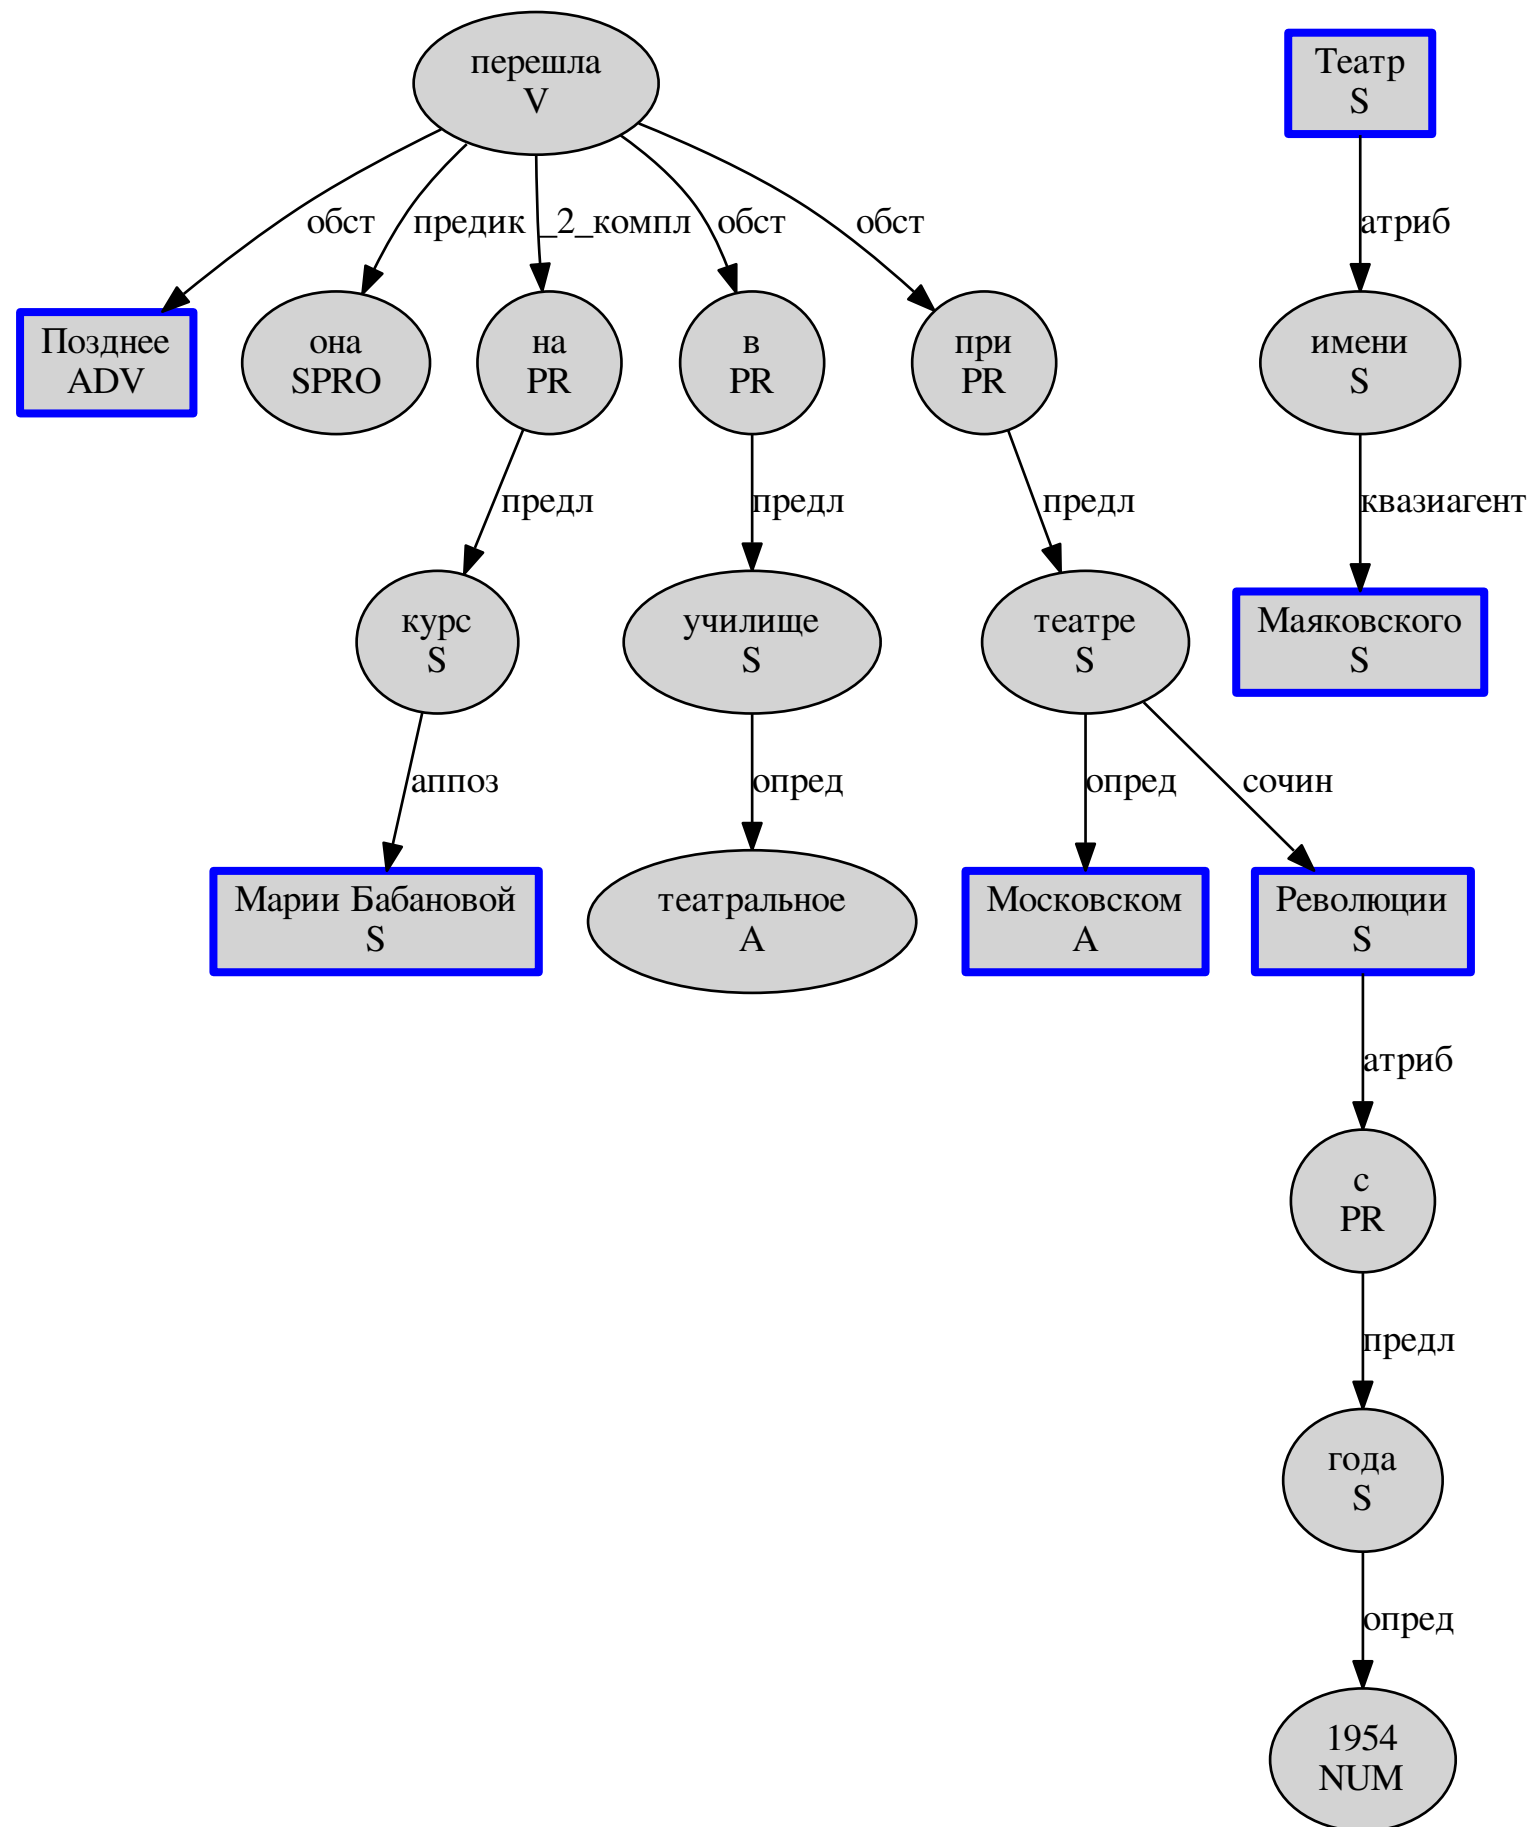 перешла
V
Театр
S
обст
предик
_2_компл
обст
обст
атриб
Позднее
ADV
она
SPRO
на
PR
в
PR
при
PR
имени
S
предл
предл
предл
квазиагент
курс
S
училище
S
театре
S
Маяковского
S
аппоз
опред
опред
сочин
Марии Бабановой
S
театральное
A
Московском
A
Революции
S
атриб
с
PR
предл
года
S
опред
1954
NUM